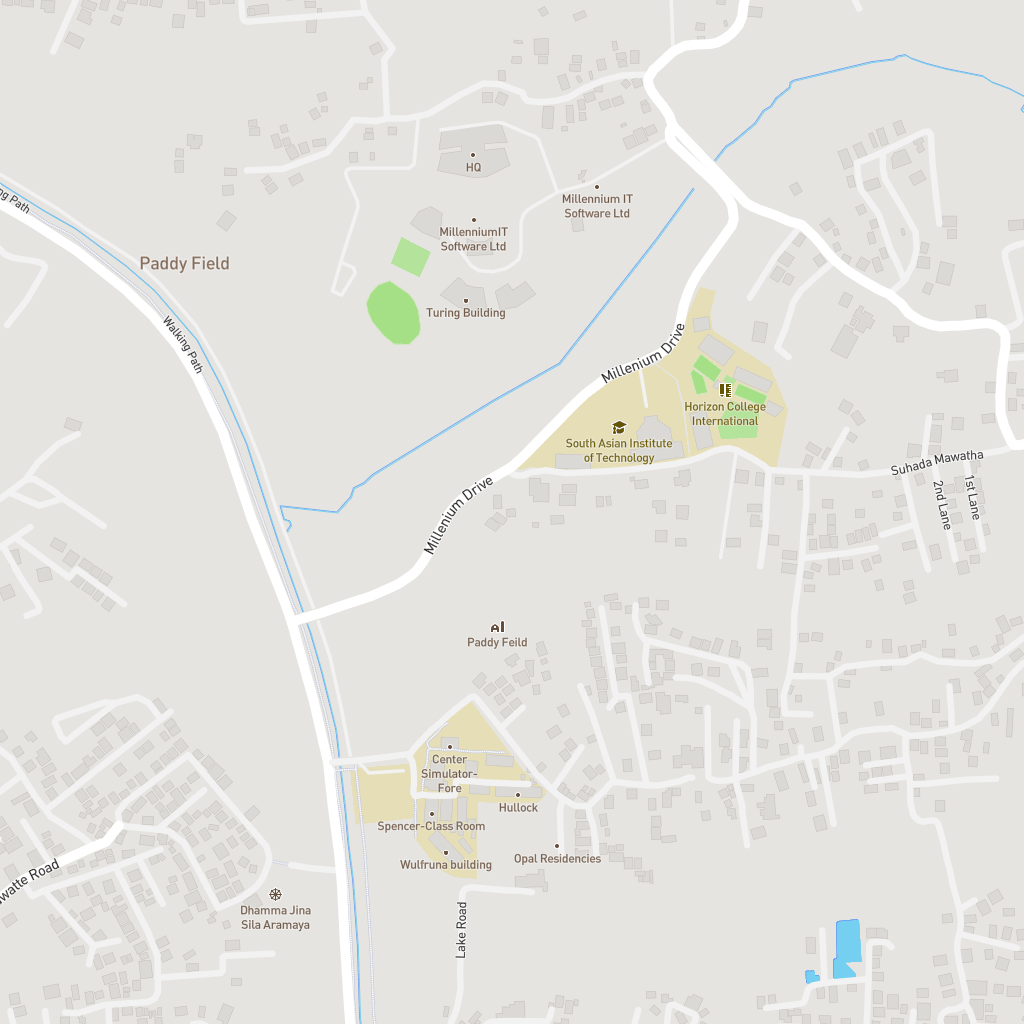 HQ
Millennium IT
Software Ltd
Path
MillenniumIT
Software Ltd
Paddy Field
Turing Building
Walking Path
Millenium Drive
Horizon College
International
South Asian Institute
of Technology
Suhada Mawatha
1st Lane
2nd Lane
Millenium Drive
Paddy Feild
Center
Simulator-
Fore
Hullock
Spencer-Class Room
Wulfruna building
Opal Residencies
Road
Dhamma Jina
Sila Aramaya
Lake Road